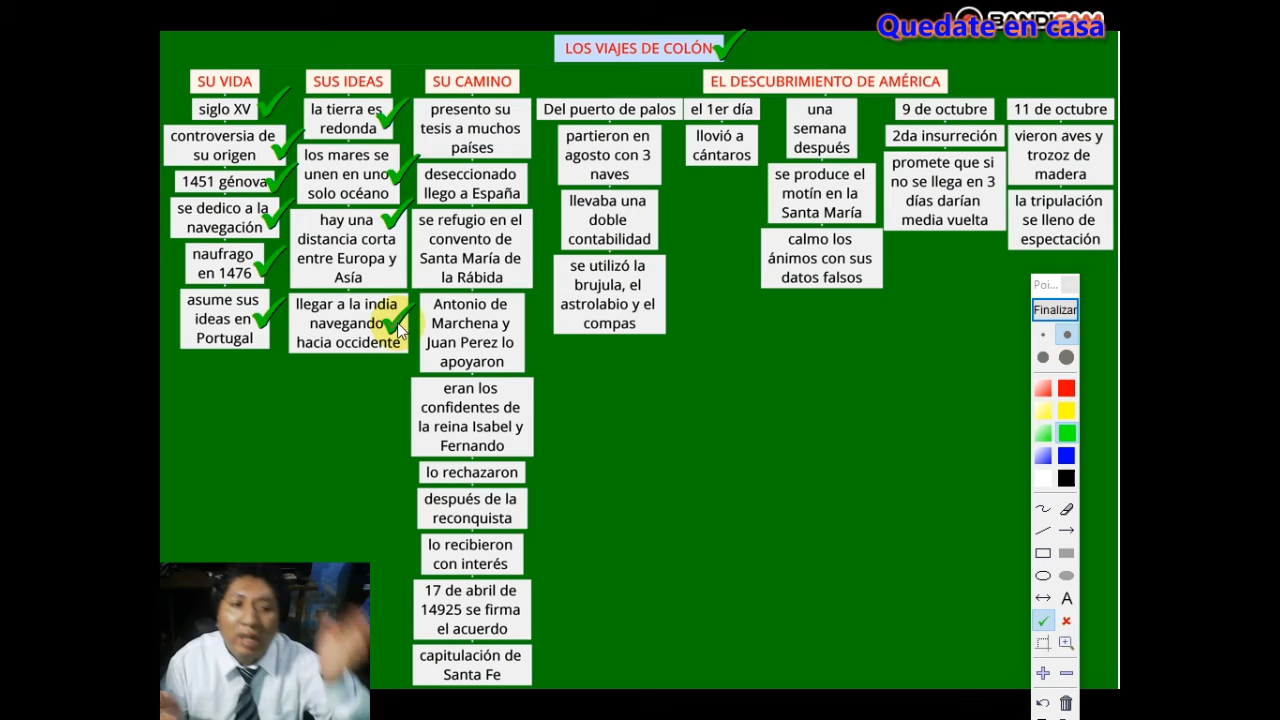 Quedate en casa
LOS VIAJES DE COLÓN
SU VIDA
siglo XV
controversia de
su origen
1451 génova
se dedico a la
navegación
naufrago
en 1476
asume sus
ideas en
Portugal
SUS IDEAS
la tierra es
redonda
los mares se
unen en uno
solo océano
hay una
distancia corta
entre Europa y
Asía
llegar a la india
navegando
hacia occidente
SU CAMINO
presento su
tesis a muchos
países
deseccionado
llego a España
se refugio en el
convento de
Santa María de
la Rábida
Antonio de
Marchena y
Juan Perez lo
apoyaron
eran los
confidentes de
la reina Isabel y
Fernando
lo rechazaron
después de la
reconquista
lo recibieron
con interés
17 de abril de
14925 se firma
el acuerdo
capitulación de
Santa Fe
EL DESCUBRIMIENTO DE AMÉRICA
Del puerto de palos
partieron en
agosto con 3
naves
llevaba una
doble
contabilidad
se utilizó la
brujula, el
astrolabio y el
compas
el 1er día
llovió a
cántaros
una
semana
después
se produce el
motín en la
Santa María
calmo los
ánimos con sus
datos falsos
9 de octubre
2da insurreción
promete que si
no se llega en 3
días darían
media vuelta
11 de octubre
vieron aves y
trozoz de
madera
la tripulación
se lleno de
espectación
Poi...
Finalizar
A